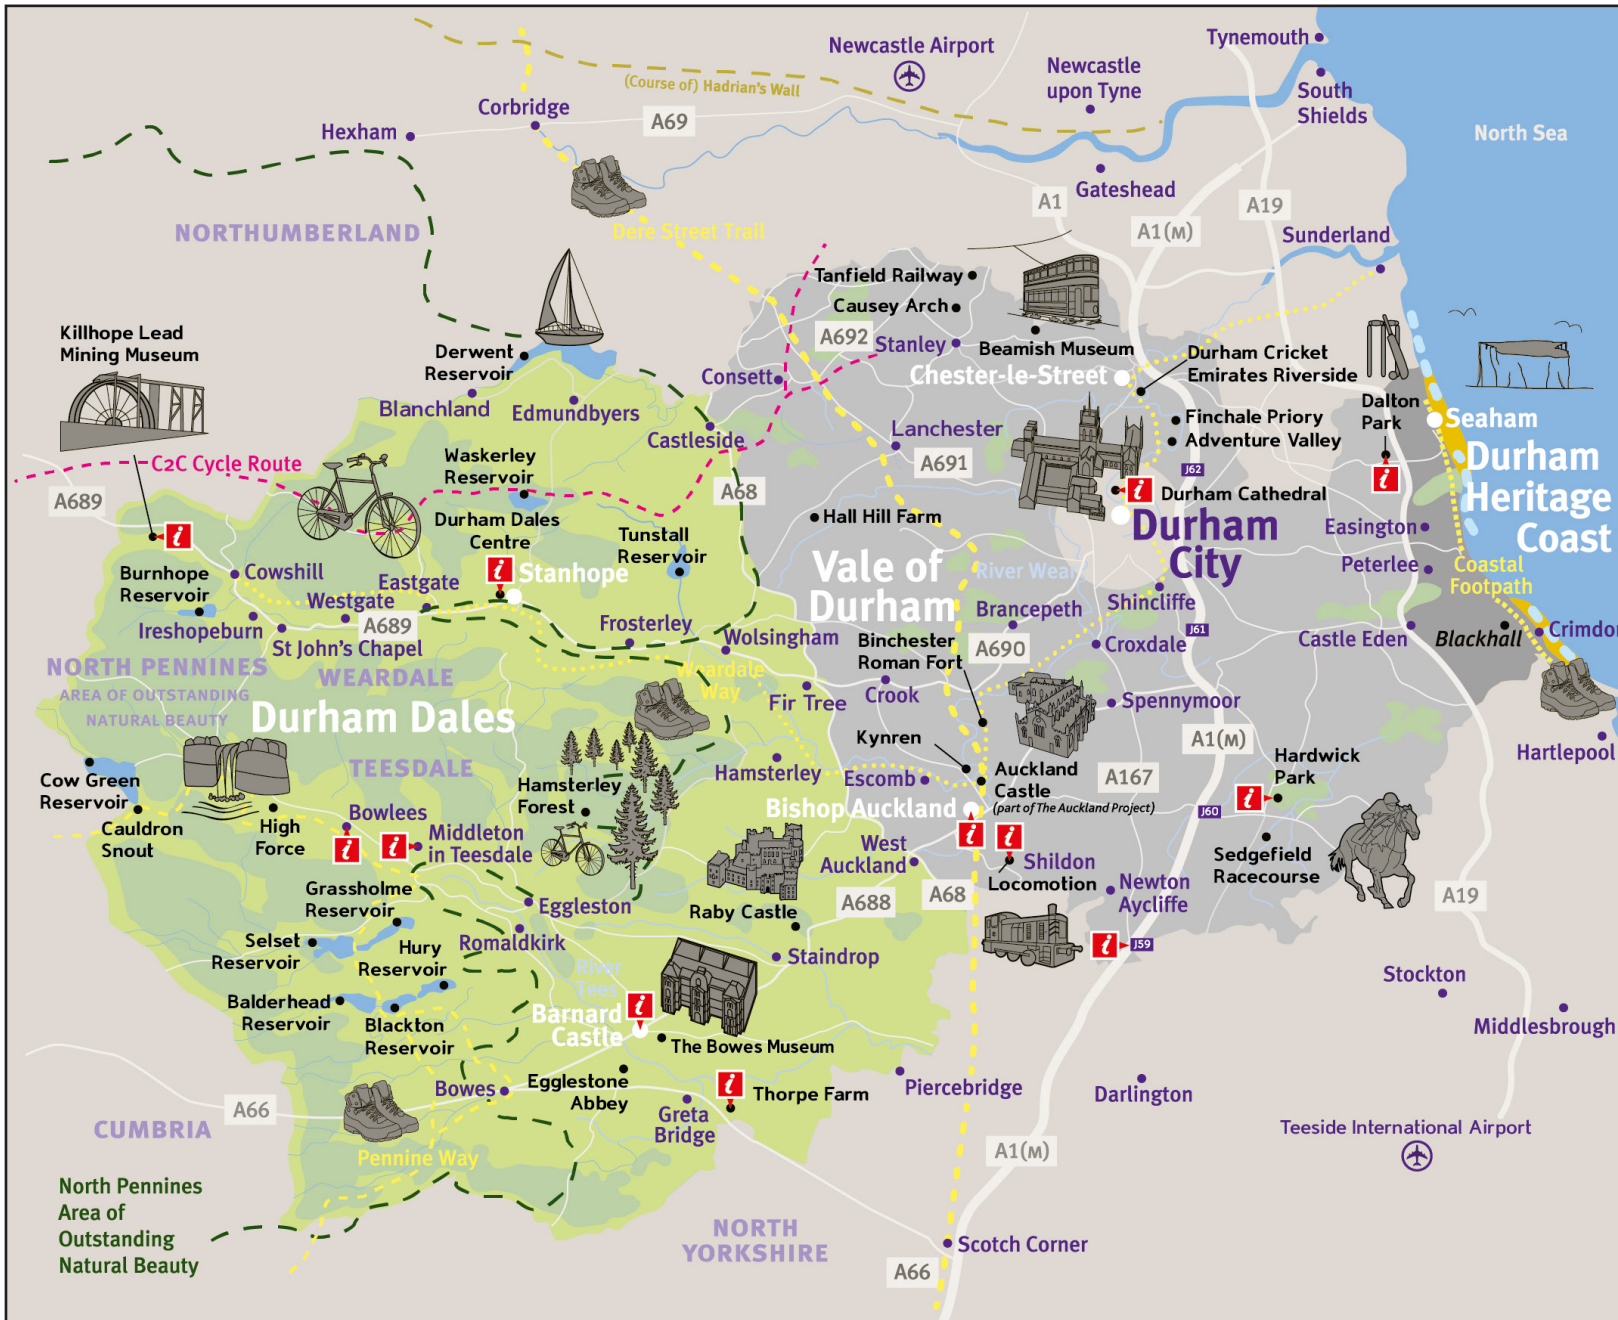 Newcastle Airport
Tynemouth
Newcastle
upon Tyne
South
Shields
(Course of) Hadrian's Wall
Corbridge
Hexham
A69
North Sea
Gateshead
A1
A19
A1(M)
NORTHUMBERLAND
Dere Street Trail
Sunderland
Tanfield Railway
Causey Arch
Killhope Lead
Mining Museum
A692
Stanley
Beamish Museum
Derwent
Reservoir
Durham Cricket
Emirates Riverside
Consett
Chester-le-Street
Blanchland
Edmundbyers
Dalton
Park
Seaham
Finchale Priory
Adventure Valley
Castleside
Lanchester
A691
C2C Cycle Route
Waskerley
Reservoir
J62
Durham
Heritage
Coast
A689
A68
Durham Cathedral
Durham
City
Hall Hill Farm
Durham Dales
Centre
Tunstall
Reservoir
Easington
Peterlee
Coastal
Footpath
Burnhope
Reservoir
Cowshill
Eastgate
Westgate
Stanhope
Vale of
Durham
River Wear
Brancepeth
Shincliffe
Ireshopeburn
St John's Chapel
A689
Frosterley
Wolsingham
Binchester
Roman Fort
A690
Croxdale
J61
Castle Eden
Blackhall
Crimdon
NORTH PENNINES
AREA OF OUTSTANDING
NATURAL BEAUTY
WEARDALE
Weardale
Way
Fir Tree
Crook
Spennymoor
Durham Dales
Kynren
A1(M)
Hartlepool
TEESDALE
Hamsterley
Escomb
Auckland
Castle
(part of The Auckland Project)
A167
Hardwick
Park
Cow Green
Reservoir
Hamsterley
Forest
Bishop Auckland
J60
Cauldron
Snout
High
Force
Bowlees
Middleton
in Teesdale
West
Auckland
Shildon
Locomotion
Sedgefield
Racecourse
Grassholme
Reservoir
Eggleston
Raby Castle
A688
A68
Newton
Aycliffe
A19
Selset
Reservoir
Hury
Reservoir
Romaldkirk
Staindrop
J59
River
Tees
Stockton
Balderhead
Reservoir
Blackton
Reservoir
Barnard
Castle
The Bowes Museum
Middlesbrough
Bowes
Egglestone
Abbey
Thorpe Farm
Piercebridge
Darlington
A66
Greta
Bridge
CUMBRIA
Teeside International Airport
Pennine Way
A1(M)
North Pennines
Area of
Outstanding
Natural Beauty
NORTH
YORKSHIRE
Scotch Corner
A66